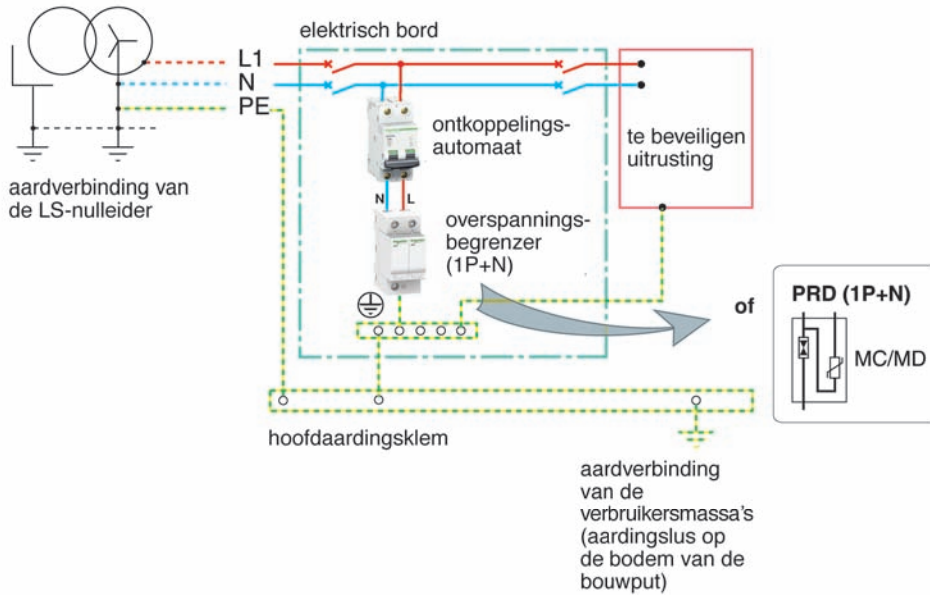 elektrisch bord
L1
N
PE
ontkoppelings-
automaat
te beveiligen
uitrusting
aardverbinding van
de LS-nulleider
N
L
overspannings-
begrenzer
(1P+N)
of
PRD (1P+N)
MC/MD
hoofdaardingsklem
aardverbinding
van de
verbruikersmassa's
(aardingslus op
de bodem van de
bouwput)